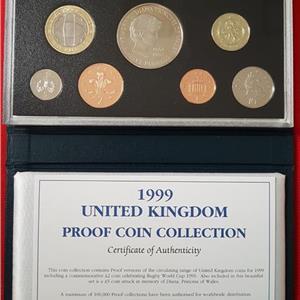 1999
UNITED KINGDOM
PROOF COIN COLLECTION
Certificate of Authenticity
This coin collection contains Proof versions of the circulating range of United Kingdom coins for 1999
including a commemorative £2 coin celebrating Rugby World Cup 1999. Also included in this beautiful
set is a £5 coin struck in memory of Diana, Princess of Wales
A maximum of 100,000 Proof collections have been authorised for worldwide distribution